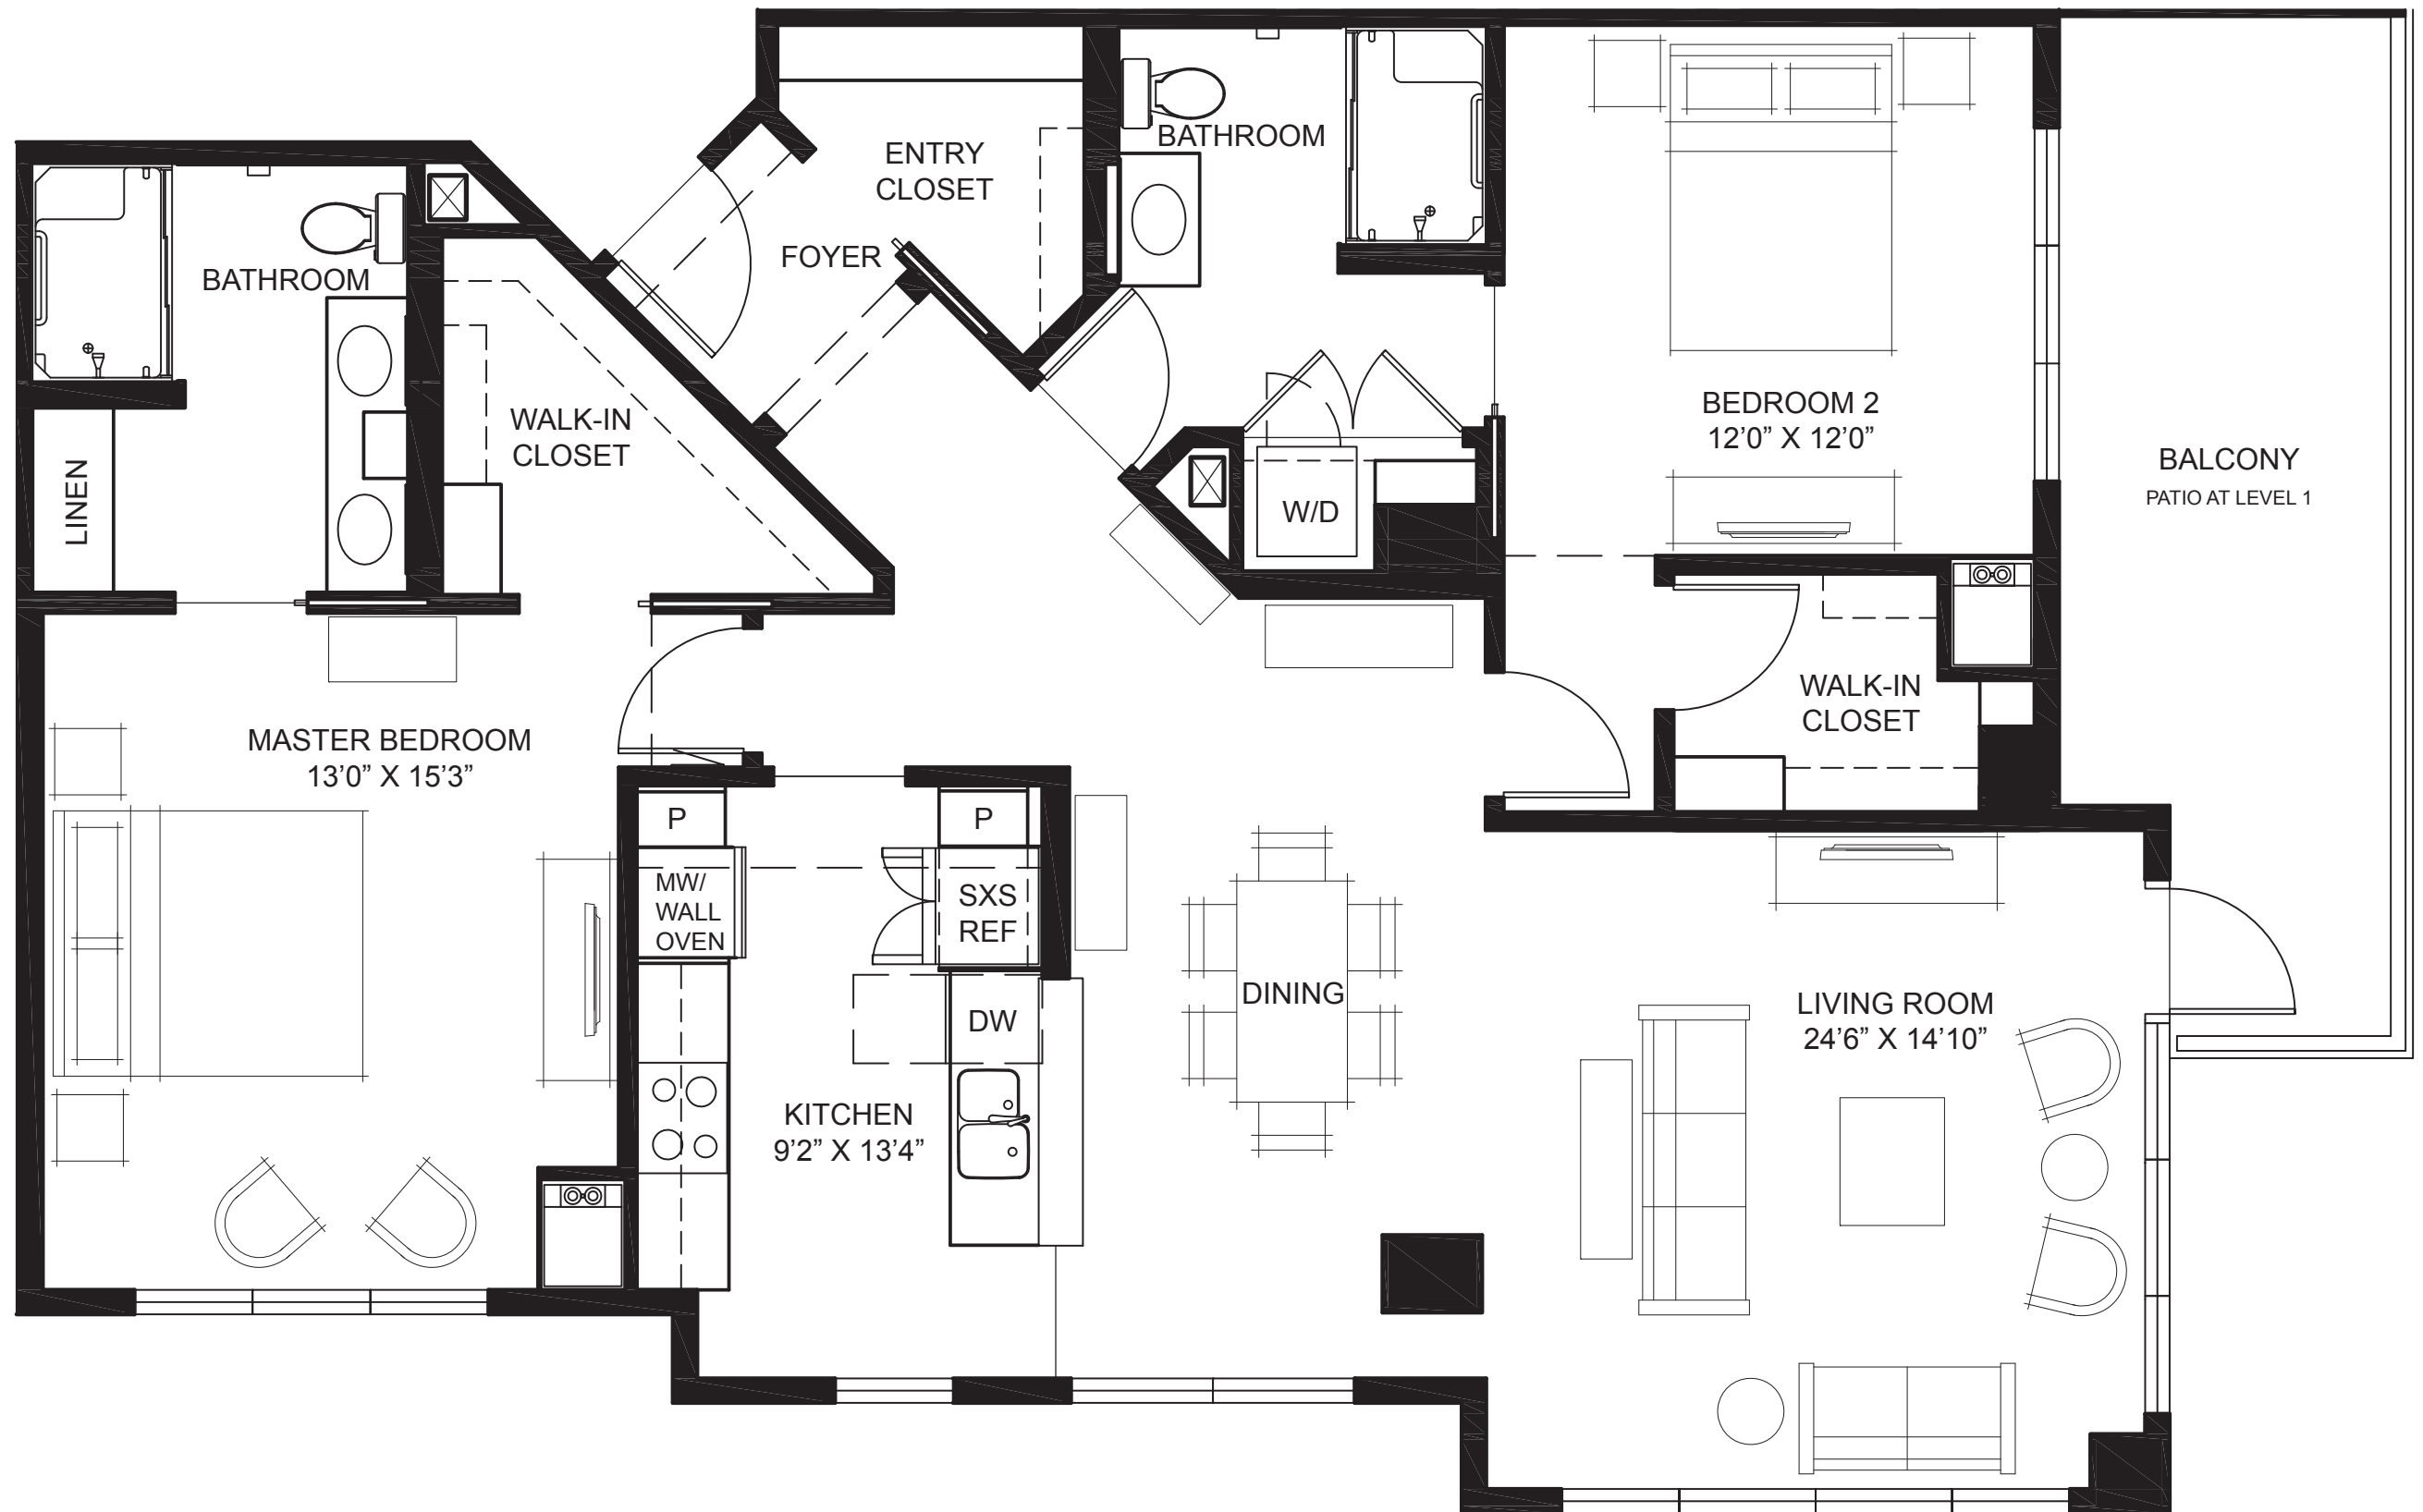 ENTRY
CLOSET
BATHROOM
FOYER
BATHROOM
WALK-IN
CLOSET
LINEN
W/D
BEDROOM 2
12’0” X 12’0”
BALCONY
PATIO AT LEVEL 1
MASTER BEDROOM
13’0” X 15’3”
WALK-IN
CLOSET
P
P
MW/
WALL
OVEN
SXS
REF
DW
DINING
LIVING ROOM
24’6” X 14’10”
KITCHEN
9’2” X 13’4”